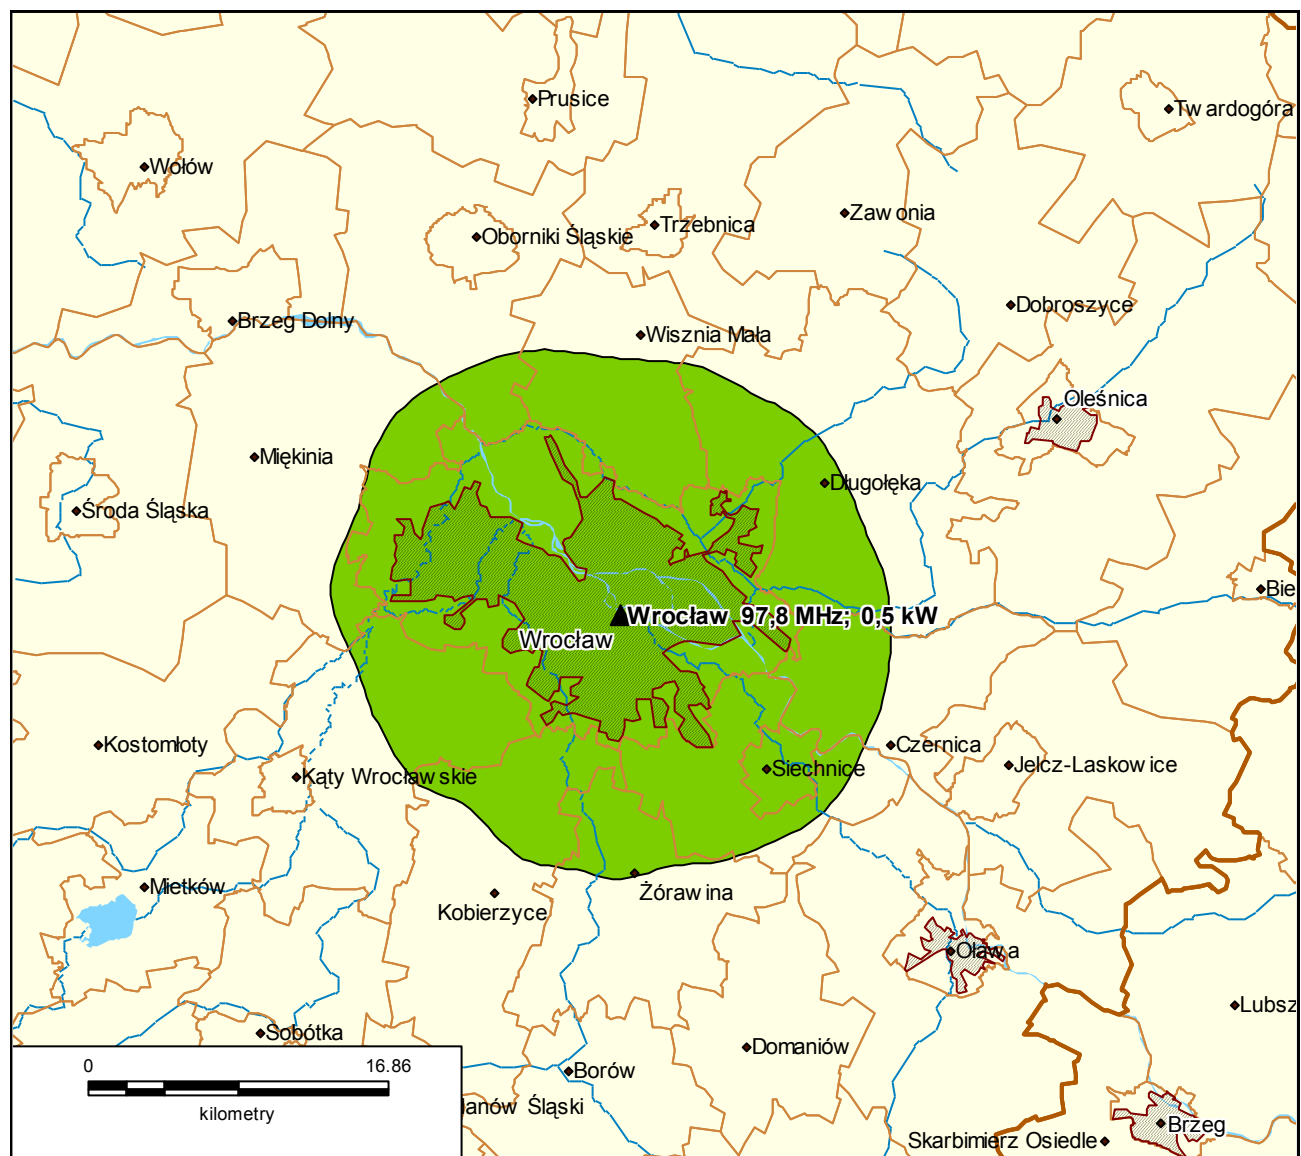 Prusice
Twardogóra
Wołów
Zawonia
Trzebnica
Oborniki Śląskie
Dobroszyce
Brzeg Dolny
Wisznia Mała
Oleśnica
Miękinia
Długołęka
Środa Śląska
Bie
Wrocław 97,8 MHz; 0,5 kW
Wrocław
Kostomłoty
Czernica
Jelcz-Laskowice
Siechnice
Kąty Wrocławskie
Mietków
Żórawina
Kobierzyce
Oława
Lubsz
Sobótka
Domaniów
0 16.86
kilometry
Borów
danów Śląski
Brzeg
Skarbimierz Osiedle